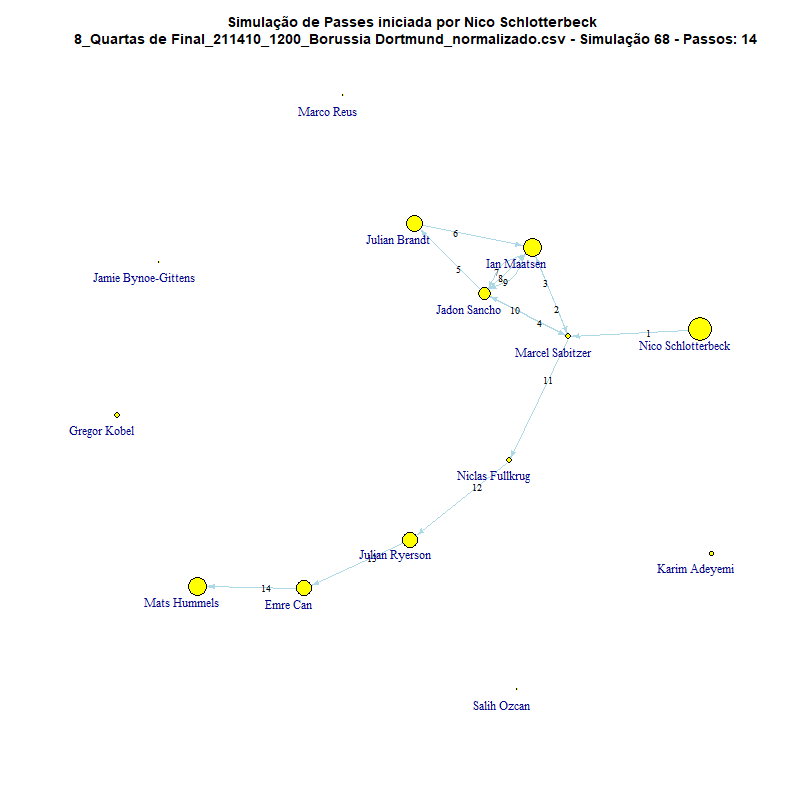 Simulação de Passes iniciada por Nico Schlotterbeck
8_Quartas de Final_211410_1200_Borussia Dortmund_normalizado.csv - Simulação 68 - Passos: 14
Marco Reus
6
Julian Brandt
Ian Maatsen
5
7
8
9
3
Jamie Bynoe-Gittens
Jadon Sancho
10
2
4
1
Nico Schlotterbeck
Marcel Sabitzer
11
Gregor Kobel
Niclas Fullkrug
12
Julian Ryerson
13
Karim Adeyemi
14
Mats Hummels
Emre Can
Salih Ozcan